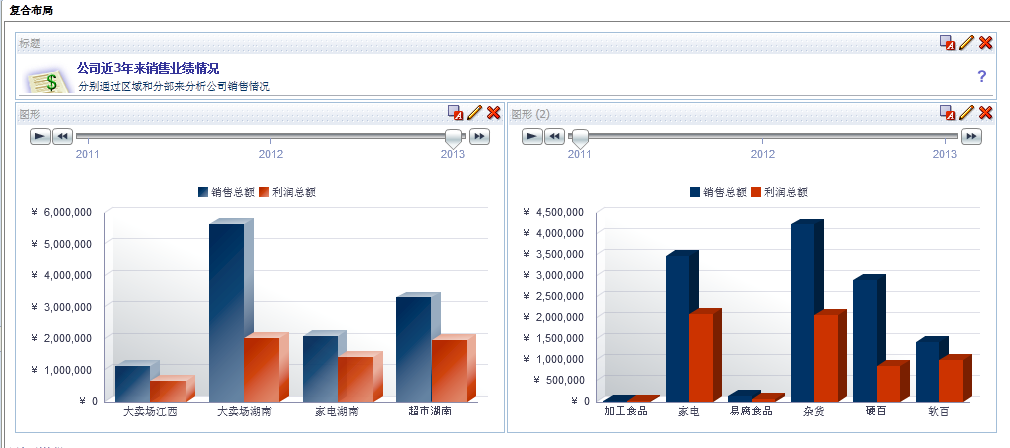 复合布局
标题
公司近3年来销售业绩情况
分别通过区域和分部来分析公司销售情况
?
图形
2011 2012 2013
销售总额 利润总额
¥ 6,000,000
¥ 5,000,000
¥ 4,000,000
¥ 3,000,000
¥ 2,000,000
¥ 1,000,000
¥ 0
大卖场江西 大卖场湖南 家电湖南 超市湖南
图形 (2)
2011 2012 2013
销售总额 利润总额
¥ 4,500,000
¥ 4,000,000
¥ 3,500,000
¥ 3,000,000
¥ 2,500,000
¥ 2,000,000
¥ 1,500,000
¥ 1,000,000
¥ 500,000
¥ 0
加工食品 家电 易腐食品 杂货 硬百 软百